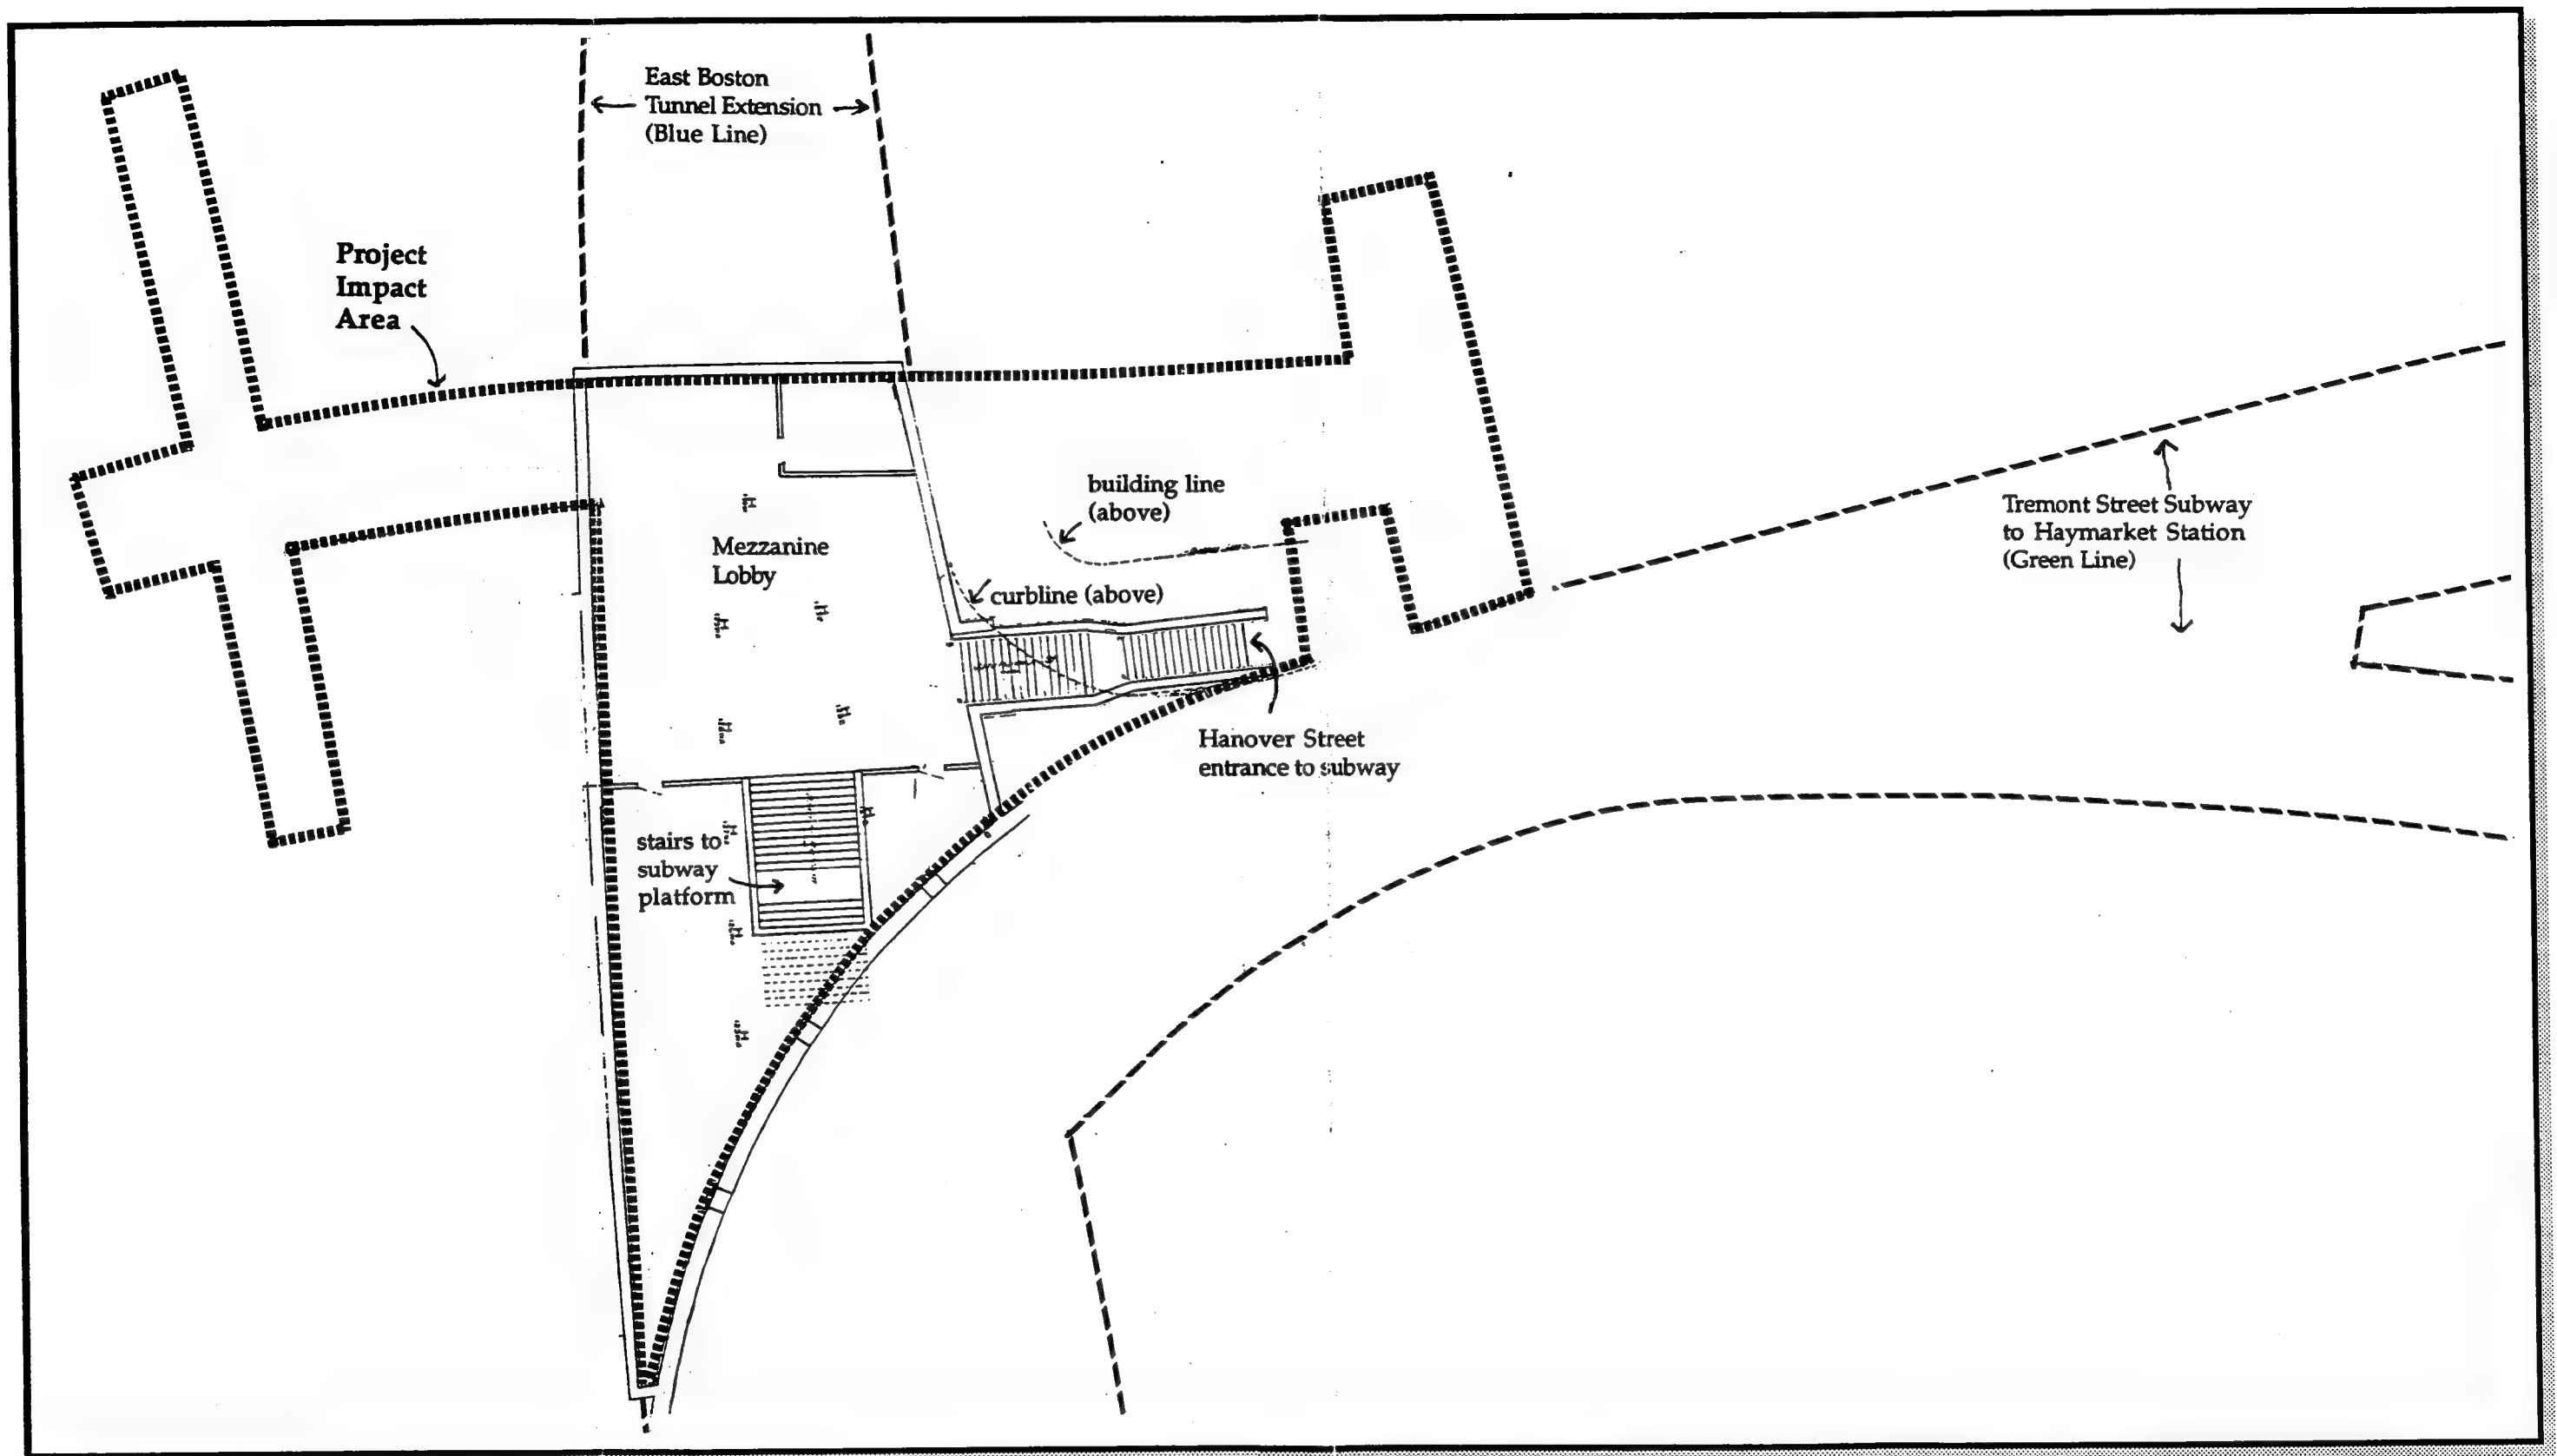 East Boston
Tunnel Extension
(Blue Line)
Project
Impact
Area
building line
(above)
Tremont Street Subway
to Haymarket Station
(Green Line)
Mezzanine
Lobby
curbline (above)
Hanover Street
entrance to subway
stairs to
subway
platform